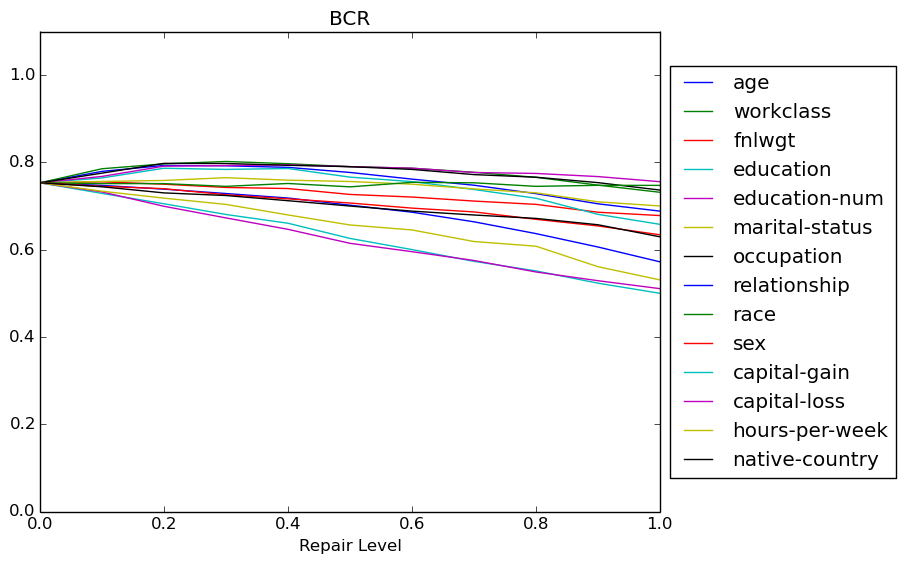 BCR
1.0
0.8
0.6
0.4
0.2
0.0
0.0 0.2 0.4 0.6 0.8 1.0
Repair Level
age
workclass
fnlwgt
education
education-num
marital-status
occupation
relationship
race
sex
capital-gain
capital-loss
hours-per-week
native-country